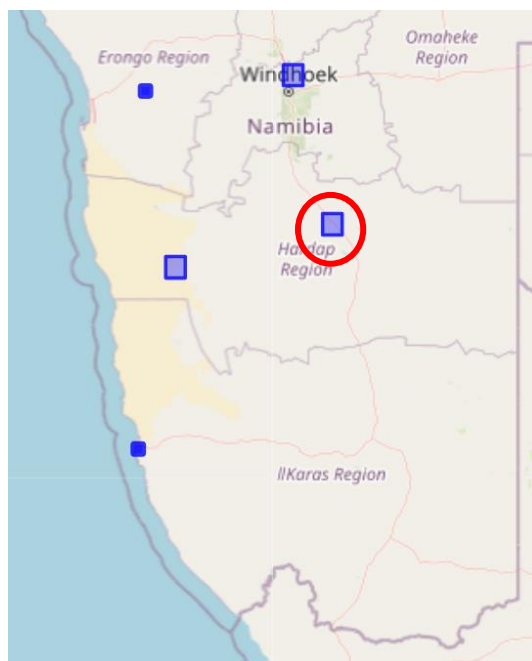 Erongo Region
Omaheke
Region
Windhoek
Namibia
Hardap
Region
ǁKaras Region